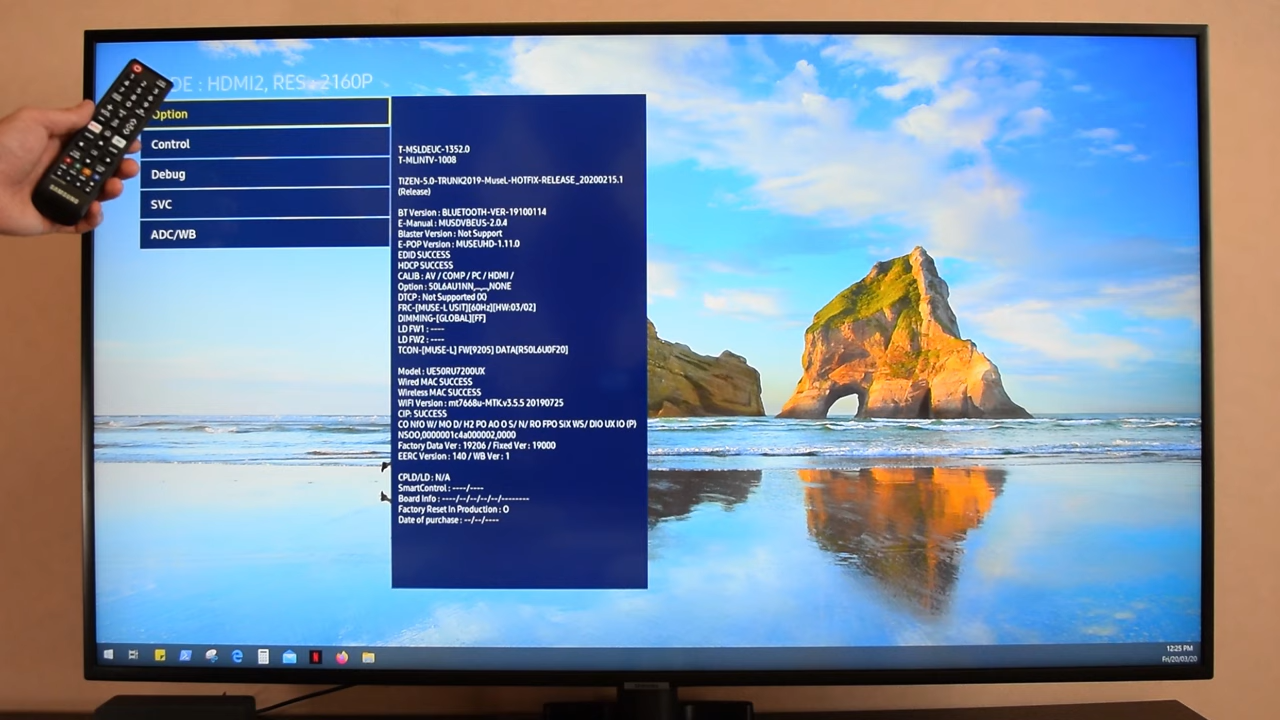 DE : HDMI2, RES : 2160P
Option
Control
Debug
SVC
ADC/WB
T-MSLDEUC-1352.0
T-MLINTV-1008
TIZEN-5.0-TRUNK2019-MuseL-HOTFIX-RELEASE_20200215.1
(Release)
BT Version : BLUETOOTH-VER-19100114
E-Manual : MUSDVBEUS-2.0.4
Blaster Version : Not Support
E-POP Version : MUSEUHD-1.11.0
EDID SUCCESS
HDCP SUCCESS
CALIB : AV / COMP / PC / HDMI /
Option : 50L6AU1NN,__,__,NONE
DTCP : Not Supported (X)
FRC-[MUSE-L USIT][60Hz][HW:03/02]
DIMMING-[GLOBAL][FF]
LD FW1 : ----
LD FW2 : ----
TCON-[MUSE-L] FW[9205] DATA[R50L6U0F20]
Model : UE50RU7200UX
Wired MAC SUCCESS
Wireless MAC SUCCESS
WIFI Version : mt7668u-MTK.v3.5.5 20190725
CIP: SUCCESS
CO NfO W/ MO D/ H2 PO AO O S/ N/ RO FPO SiX WS/ DIO UX IO (P)
NSOO,0000001c4a000002,0000
Factory Data Ver : 19206 / Fixed Ver : 19000
EERC Version : 140 / WB Ver : 1
CPLD/LD : N/A
SmartControl : ----/----
Board Info : ----/--/--/--/--/--------
Factory Reset In Production : O
Date of purchase : --/--/----
SAMSUNG
12:25 PM
Fri/20/03/20